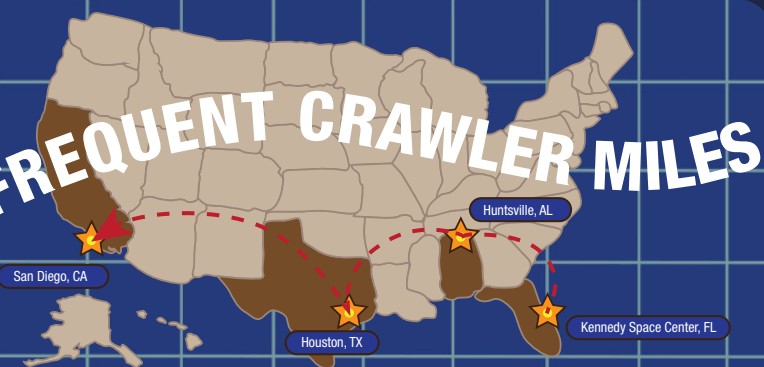 FREQUENT CRAWLER MILES
Huntsville, AL
San Diego, CA
Kennedy Space Center, FL
Houston, TX